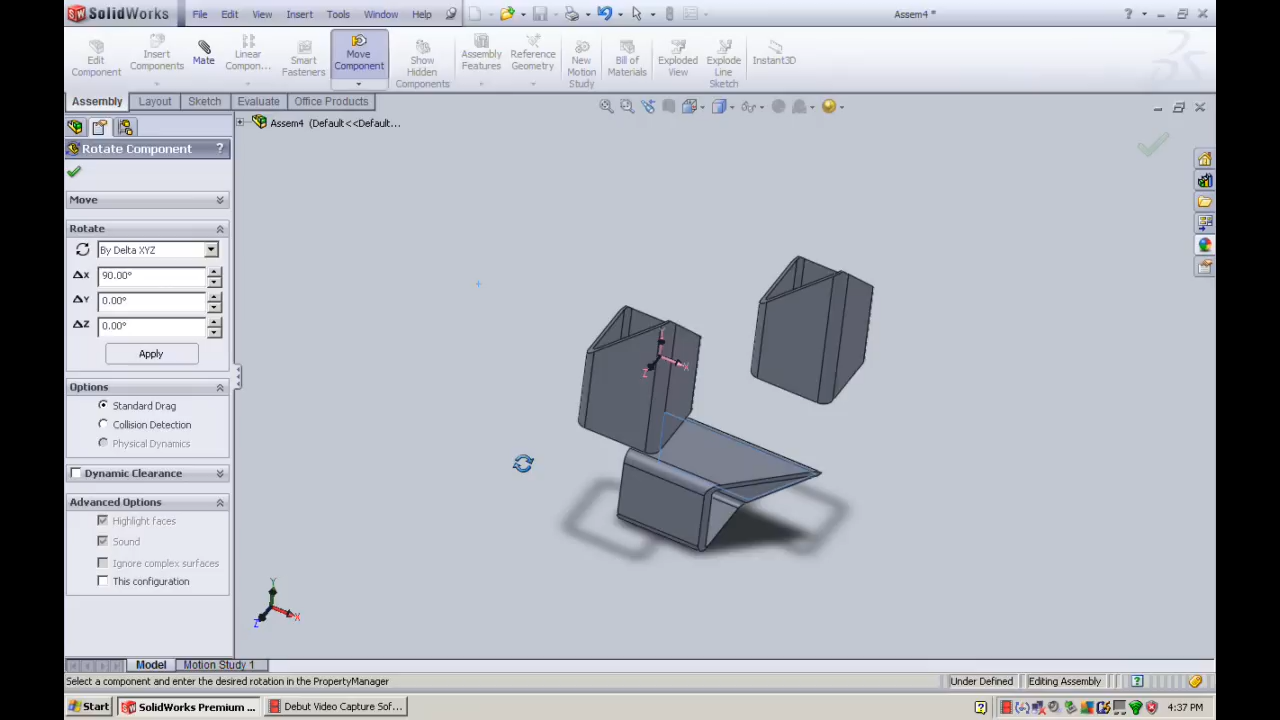 SolidWorks File Edit View Insert Tools Window Help Assem4 * ?
Edit Component
Insert Components
Mate
Linear Compon...
Smart Fasteners
Move Component
Show Hidden Components
Assembly Features
Reference Geometry
New Motion Study
Bill of Materials
Exploded View
Explode Line Sketch
Instant3D
Assembly Layout Sketch Evaluate Office Products
Assem4 (Default<<Default...
Rotate Component ?
Move
Rotate
By Delta XYZ
ΔX 90.00°
ΔY 0.00°
ΔZ 0.00°
Apply
Options
Standard Drag
Collision Detection
Physical Dynamics
Dynamic Clearance
Advanced Options
Highlight faces
Sound
Ignore complex surfaces
This configuration
X
Z
Y
X
Z
Model Motion Study 1
Select a component and enter the desired rotation in the PropertyManager Under Defined Editing Assembly ?
Start SolidWorks Premium ... Debut Video Capture Sof... ? 4:37 PM